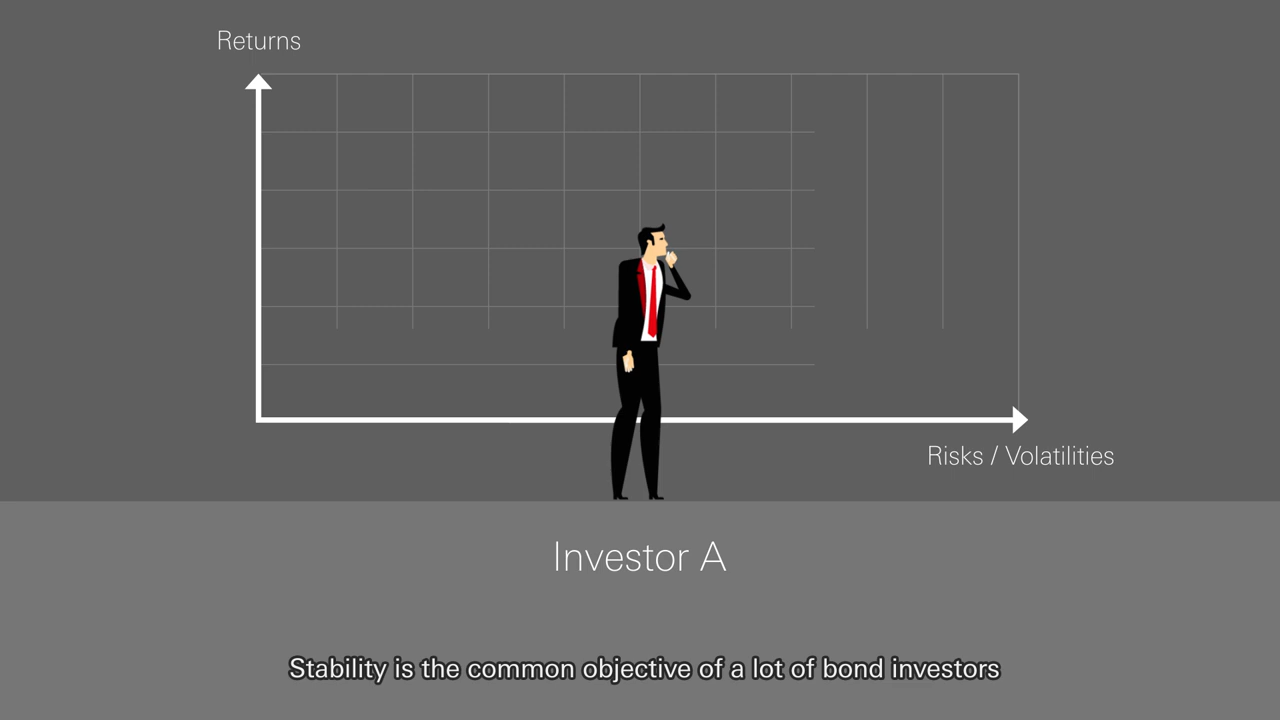 Returns
Risks / Volatilities
Investor A
Stability is the common objective of a lot of bond investors